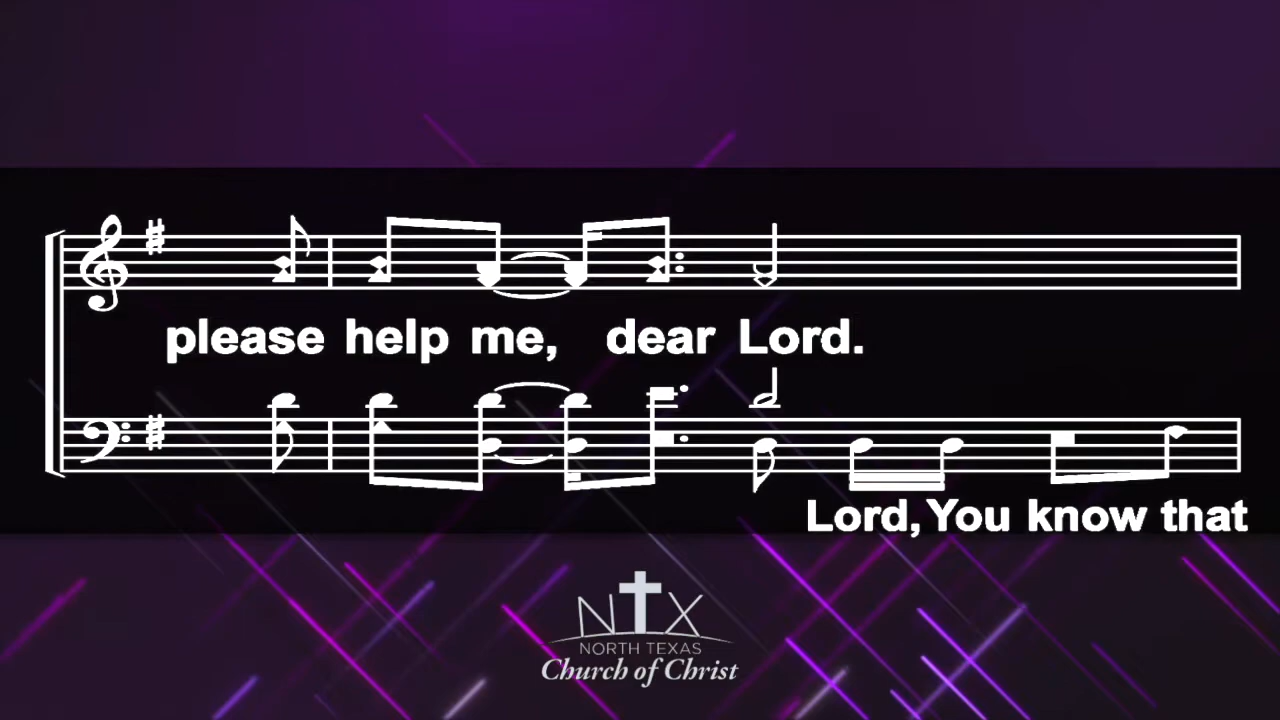 please help me, dear Lord.
Lord, You know that
NTX
NORTH TEXAS
Church of Christ